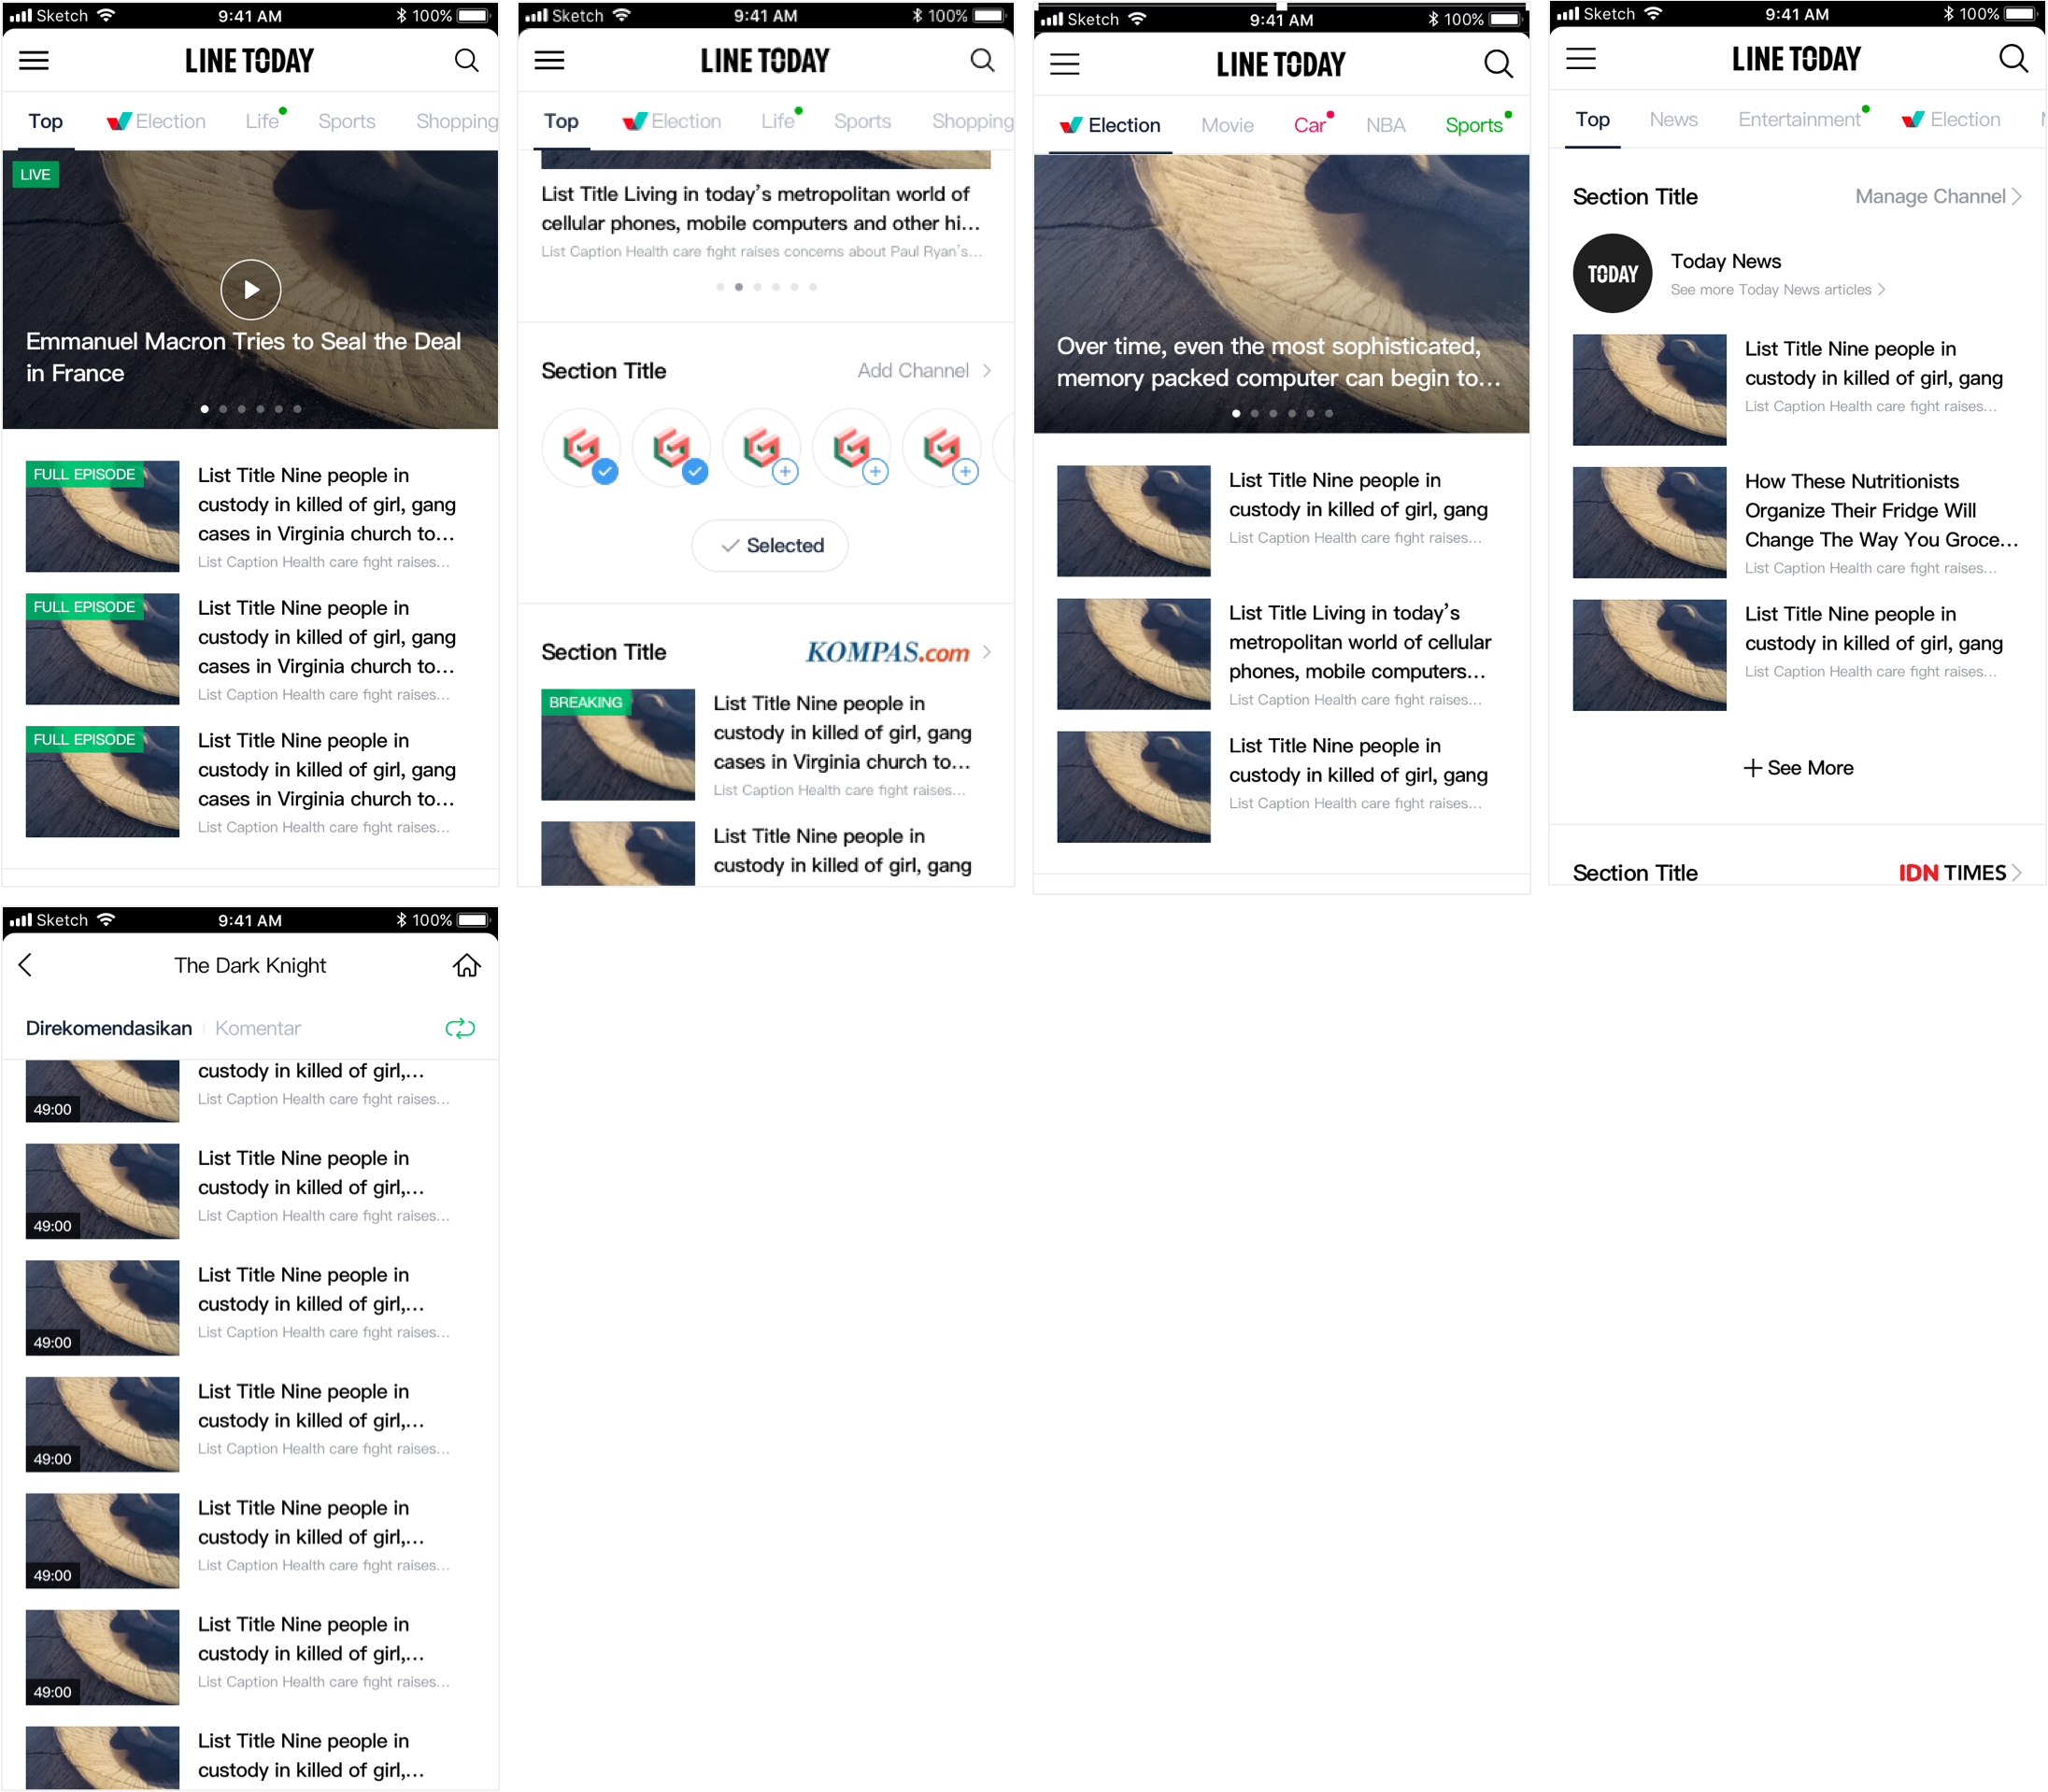 Sketch 9:41 AM 100%
LINE TODAY
Top Election Life Sports Shopping
LIVE
Emmanuel Macron Tries to Seal the Deal
in France
FULL EPISODE
List Title Nine people in
custody in killed of girl, gang
cases in Virginia church to...
List Caption Health care fight raises...
FULL EPISODE
List Title Nine people in
custody in killed of girl, gang
cases in Virginia church to...
List Caption Health care fight raises...
FULL EPISODE
List Title Nine people in
custody in killed of girl, gang
cases in Virginia church to...
List Caption Health care fight raises...
Sketch 9:41 AM 100%
LINE TODAY
Top Election Life Sports Shopping
List Title Living in today's metropolitan world of
cellular phones, mobile computers and other hi...
List Caption Health care fight raises concerns about Paul Ryan's...
Section Title Add Channel
Selected
Section Title KOMPAS.com
BREAKING
List Title Nine people in
custody in killed of girl, gang
cases in Virginia church to...
List Caption Health care fight raises...
List Title Nine people in
custody in killed of girl, gang
Sketch 9:41 AM 100%
LINE TODAY
Election Movie Car NBA Sports
Over time, even the most sophisticated,
memory packed computer can begin to...
List Title Nine people in
custody in killed of girl, gang
List Caption Health care fight raises...
List Title Living in today's
metropolitan world of cellular
phones, mobile computers...
List Caption Health care fight raises...
List Title Nine people in
custody in killed of girl, gang
List Caption Health care fight raises...
Sketch 9:41 AM 100%
LINE TODAY
Top News Entertainment Election
Section Title Manage Channel
TODAY
Today News
See more Today News articles
List Title Nine people in
custody in killed of girl, gang
List Caption Health care fight raises...
How These Nutritionists
Organize Their Fridge Will
Change The Way You Groce...
List Caption Health care fight raises...
List Title Nine people in
custody in killed of girl, gang
List Caption Health care fight raises...
+ See More
Section Title IDN TIMES
Sketch 9:41 AM 100%
The Dark Knight
Direkomendasikan Komentar
custody in killed of girl,...
List Caption Health care fight raises...
49:00
List Title Nine people in
custody in killed of girl,...
List Caption Health care fight raises...
49:00
List Title Nine people in
custody in killed of girl,...
List Caption Health care fight raises...
49:00
List Title Nine people in
custody in killed of girl,...
List Caption Health care fight raises...
49:00
List Title Nine people in
custody in killed of girl,...
List Caption Health care fight raises...
49:00
List Title Nine people in
custody in killed of girl,...
List Caption Health care fight raises...
49:00
List Title Nine people in
custody in killed of girl,...